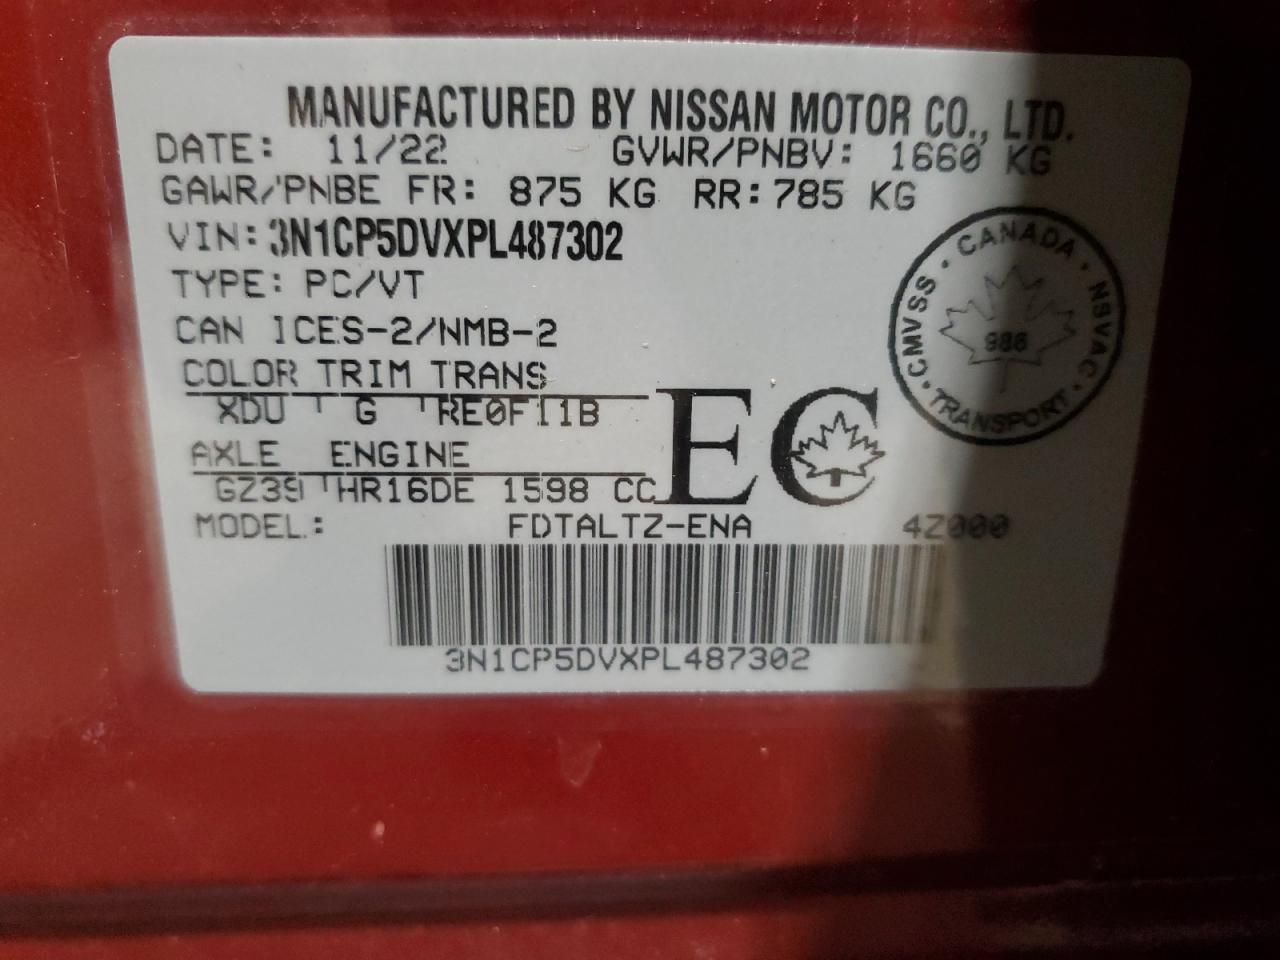 MANUFACTURED BY NISSAN MOTOR CO., LTD.
DATE: 11/22 GVWR/PNBV: 1660 KG
GAWR/PNBE FR: 875 KG RR: 785 KG
VIN: 3N1CP5DVXPL487302
TYPE: PC/VT
CAN ICES-2/NMB-2
COLOR TRIM TRANS
XDU G RE0F11B
AXLE ENGINE
GZ39 HR16DE 1598 CC
EC
MODEL: FDTALTZ-ENA 4Z000
3N1CP5DVXPL487302
CANADA · NSVAC · TRANSPORT · CMVSS ·
986